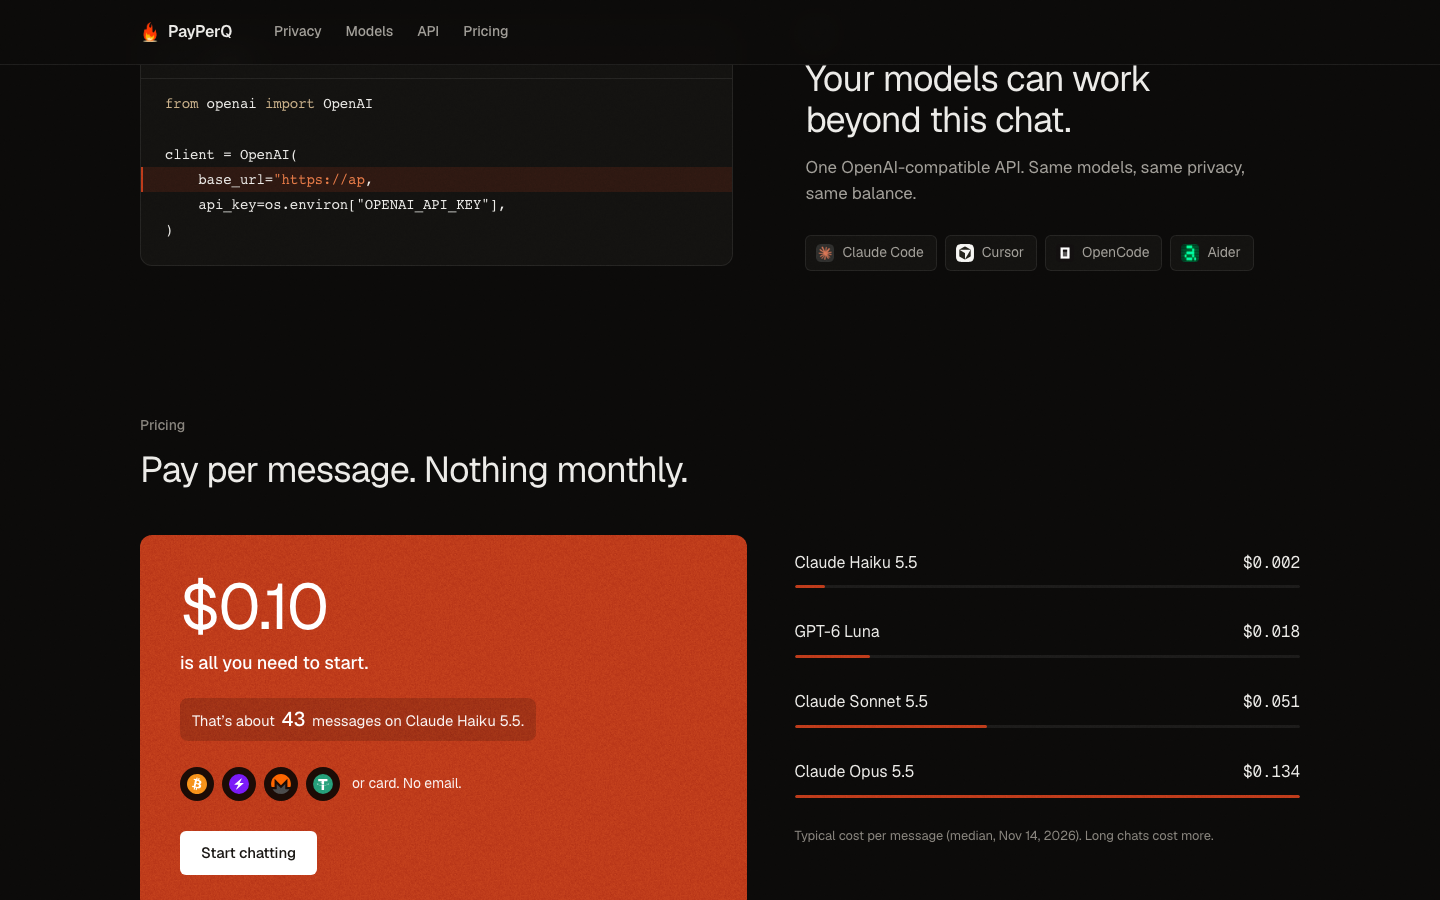 PayPerQ Privacy Models API Pricing
from openai import OpenAI
client = OpenAI(
base_url="https://ap,
api_key=os.environ["OPENAI_API_KEY"],
)
Your models can work
beyond this chat.
One OpenAI-compatible API. Same models, same privacy,
same balance.
Claude Code Cursor OpenCode Aider
Pricing
Pay per message. Nothing monthly.
$0.10
is all you need to start.
That's about 43 messages on Claude Haiku 5.5.
or card. No email.
Start chatting
Claude Haiku 5.5 $0.002
GPT-6 Luna $0.018
Claude Sonnet 5.5 $0.051
Claude Opus 5.5 $0.134
Typical cost per message (median, Nov 14, 2026). Long chats cost more.